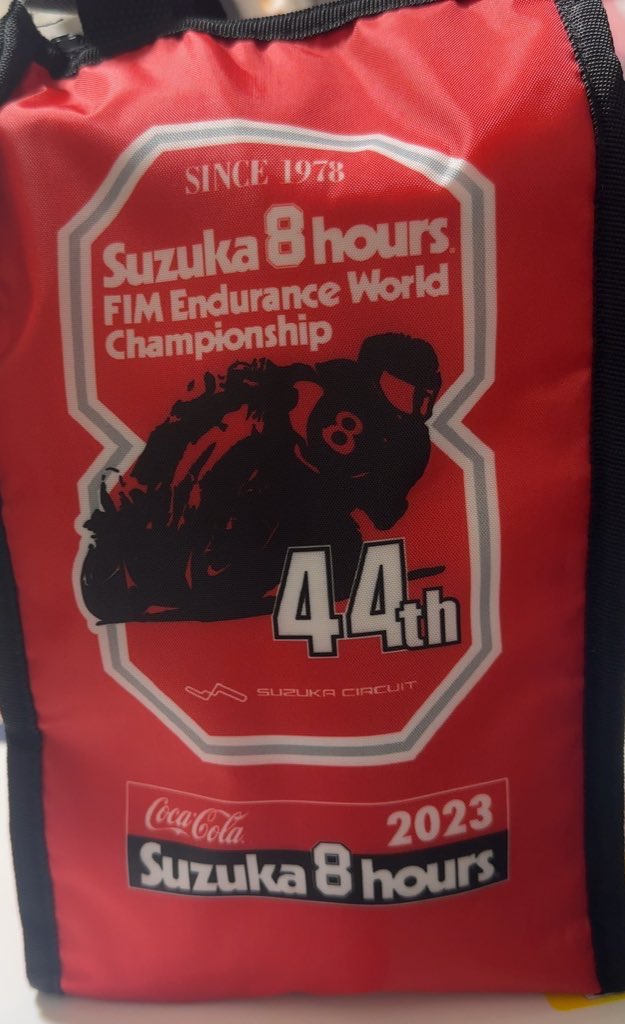 SINCE 1978
Suzuka 8 hours®
FIM Endurance World
Championship
8
44th
SUZUKA CIRCUIT
Coca-Cola
2023
Suzuka 8 hours®